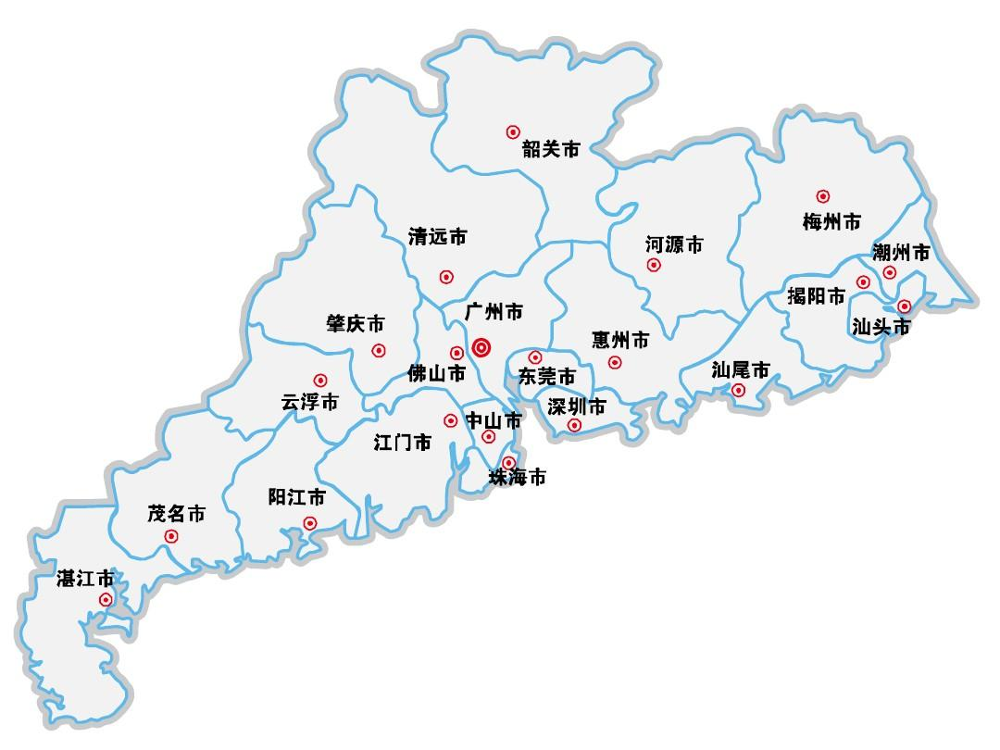 韶关市
梅州市
清远市
河源市
潮州市
揭阳市
广州市
肇庆市
汕头市
惠州市
汕尾市
佛山市
东莞市
云浮市
深圳市
中山市
江门市
珠海市
阳江市
茂名市
湛江市